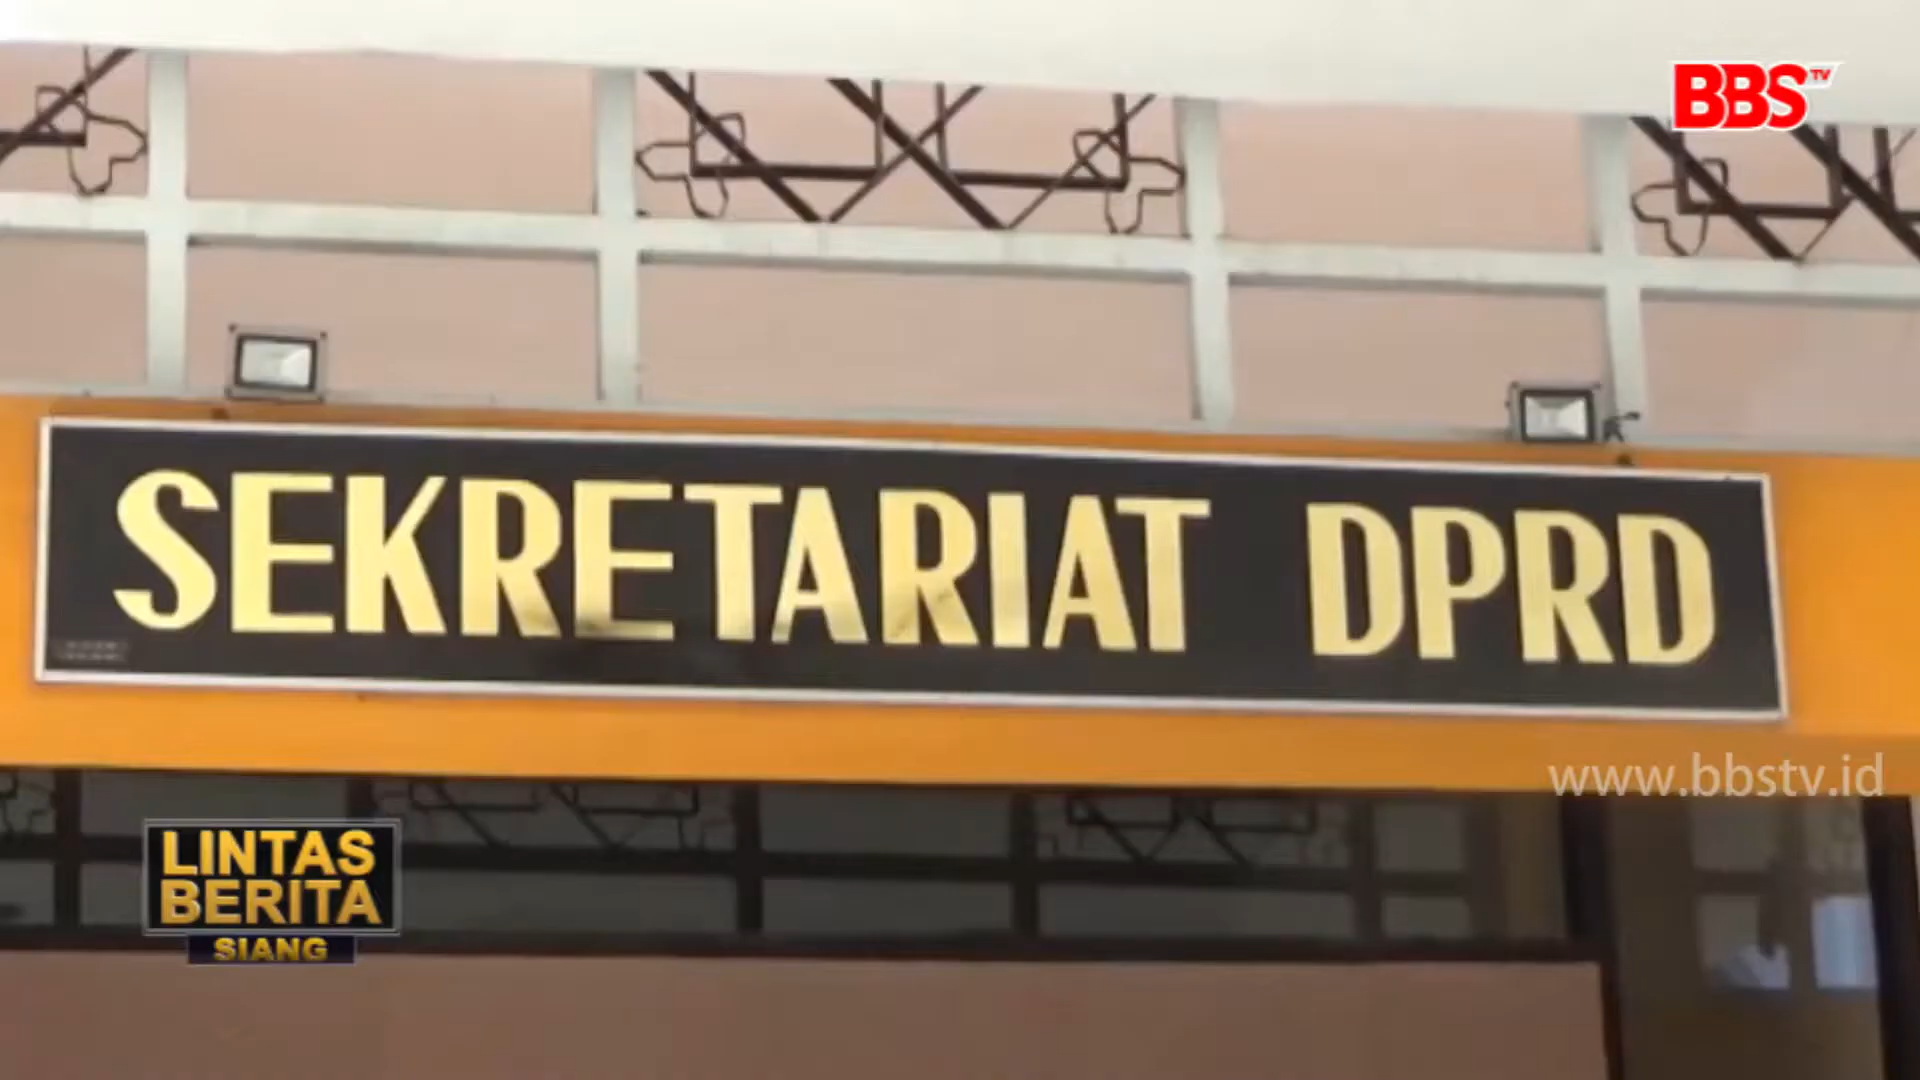 BBS TV
SEKRETARIAT DPRD
www.bbstv.id
LINTAS
BERITA
SIANG